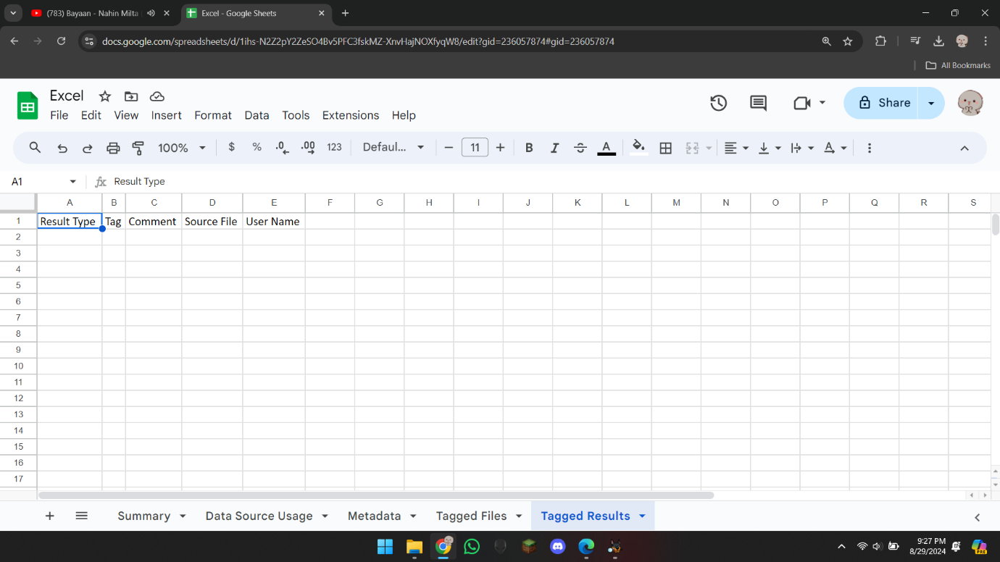 (783) Bayaan - Nahin Milta
Excel - Google Sheets
docs.google.com/spreadsheets/d/1ihs-N2Z2pY2ZeSO4Bv5PFC3fskMZ-XnvHajNOXfyqW8/edit?gid=236057874#gid=236057874
All Bookmarks
Excel
File Edit View Insert Format Data Tools Extensions Help
Share
100% $ % .0 .00 123 Defaul... 11 B I A A
A1 fx Result Type
A B C D E F G H I J K L M N O P Q R S
1 Result Type Tag Comment Source File User Name
2
3
4
5
6
7
8
9
10
11
12
13
14
15
16
17
Summary Data Source Usage Metadata Tagged Files Tagged Results
9:27 PM
8/29/2024
PRE